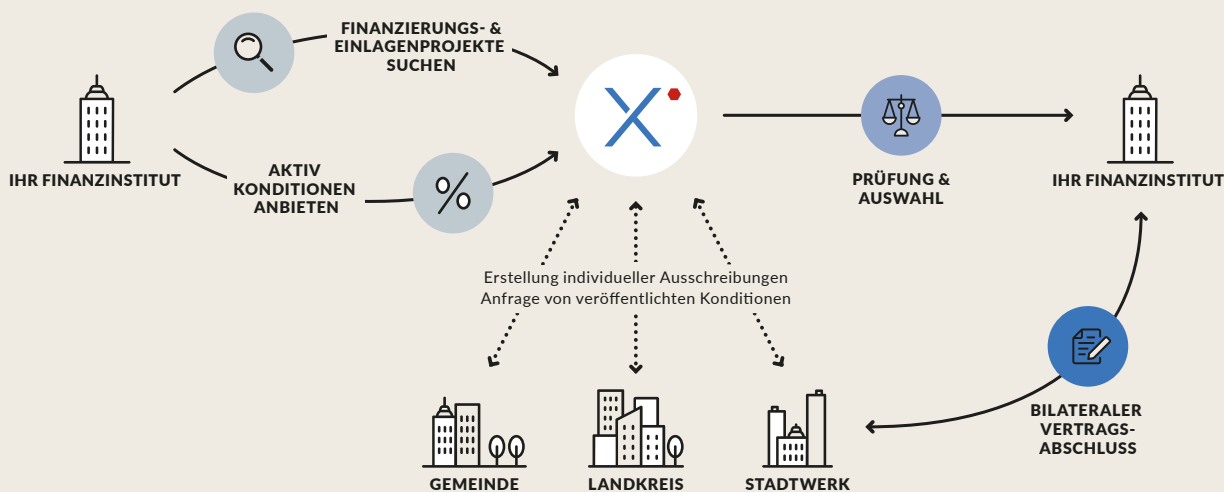 FINANZIERUNGS- &
EINLAGENPROJEKTE
SUCHEN
IHR FINANZINSTITUT
AKTIV
KONDITIONEN
ANBIETEN
%
X
PRÜFUNG &
AUSWAHL
IHR FINANZINSTITUT
Erstellung individueller Ausschreibungen
Anfrage von veröffentlichten Konditionen
BILATERALER
VERTRAGS-
ABSCHLUSS
GEMEINDE
LANDKREIS
STADTWERK